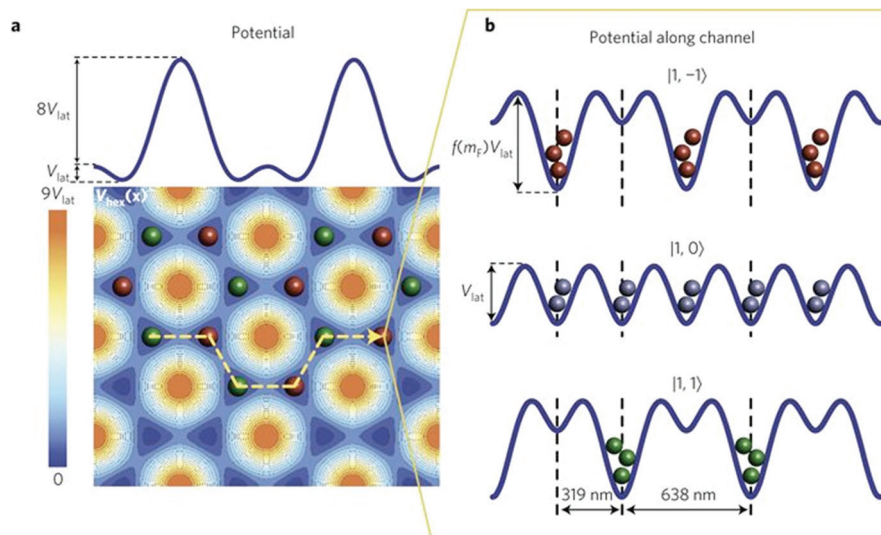 a
Potential
8V_lat
V_lat
9V_lat
V_hex(x)
0
b
Potential along channel
|1, −1⟩
f(m_F)V_lat
|1, 0⟩
V_lat
|1, 1⟩
319 nm
638 nm